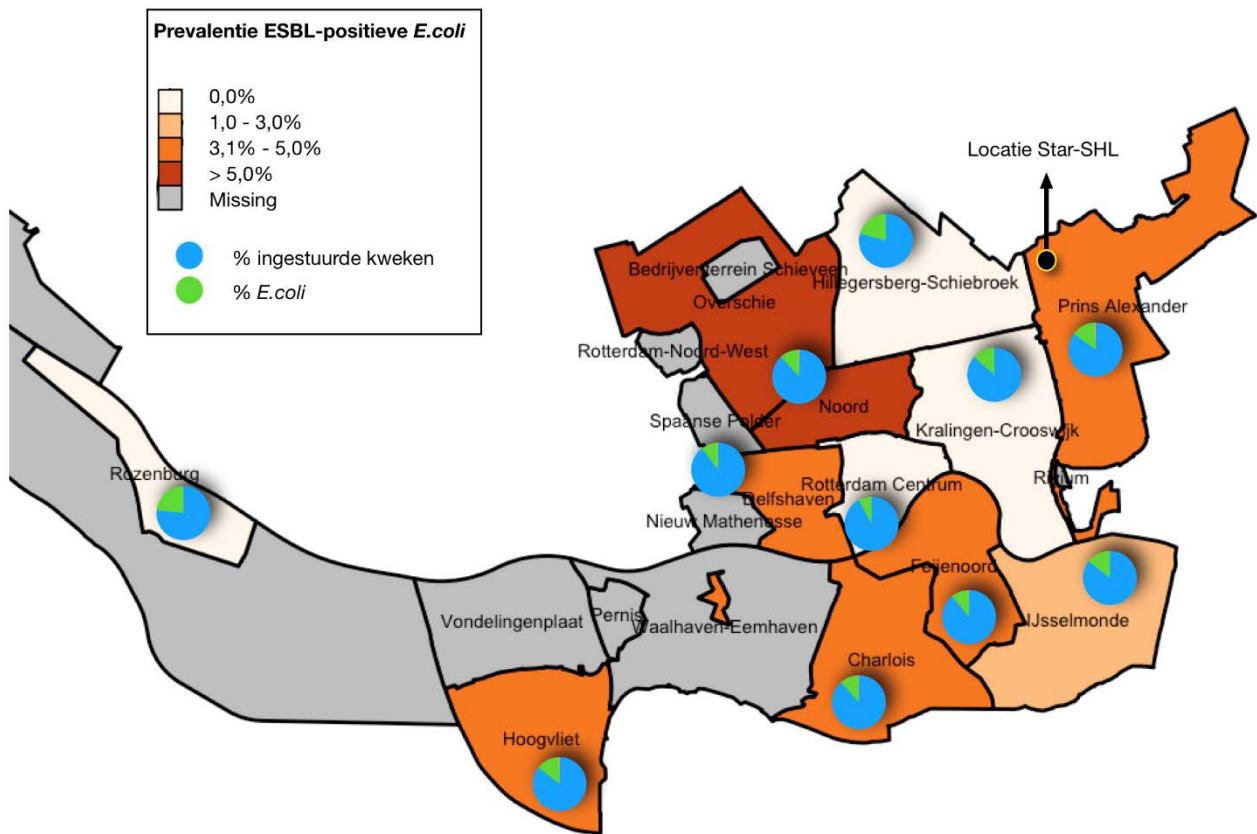 Prevalentie ESBL-positieve E.coli
0,0%
1,0 - 3,0%
3,1% - 5,0%
> 5,0%
Missing
% ingestuurde kweken
% E.coli
Locatie Star-SHL
Bedrijventerrein Schieveen
Hillegersberg-Schiebroek
Overschie
Prins Alexander
Rotterdam-Noord-West
Noord
Spaanse Polder
Kralingen-Crooswijk
Rozenburg
Rotterdam Centrum
Rivium
Delfshaven
Nieuw Mathenesse
Feijenoord
Vondelingenplaat
Pernis
Waalhaven-Eemhaven
IJsselmonde
Charlois
Hoogvliet